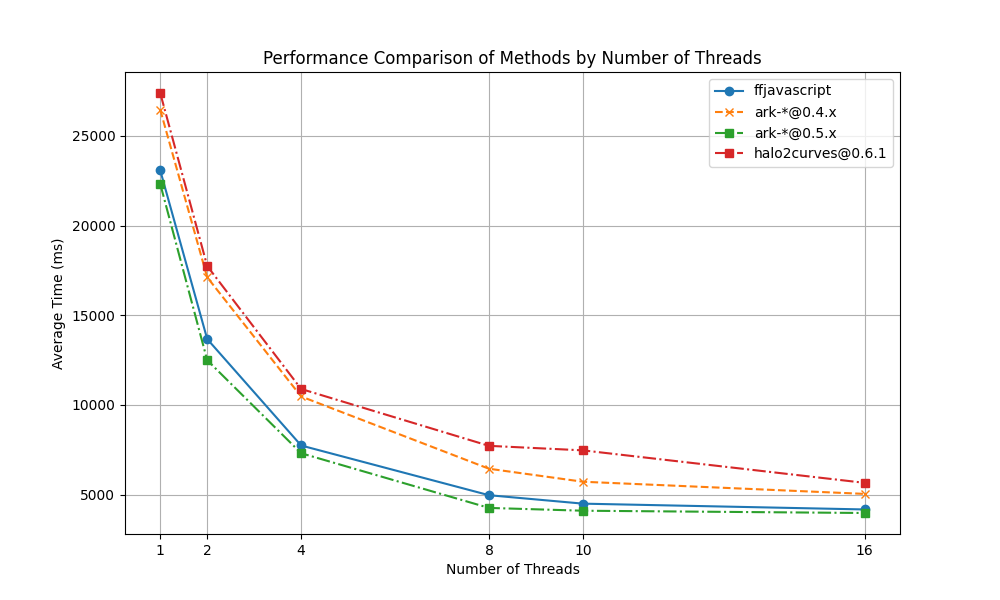 Performance Comparison of Methods by Number of Threads
ffjavascript
ark-*@0.4.x
ark-*@0.5.x
halo2curves@0.6.1
Average Time (ms)
25000
20000
15000
10000
5000
1 2 4 8 10 16
Number of Threads